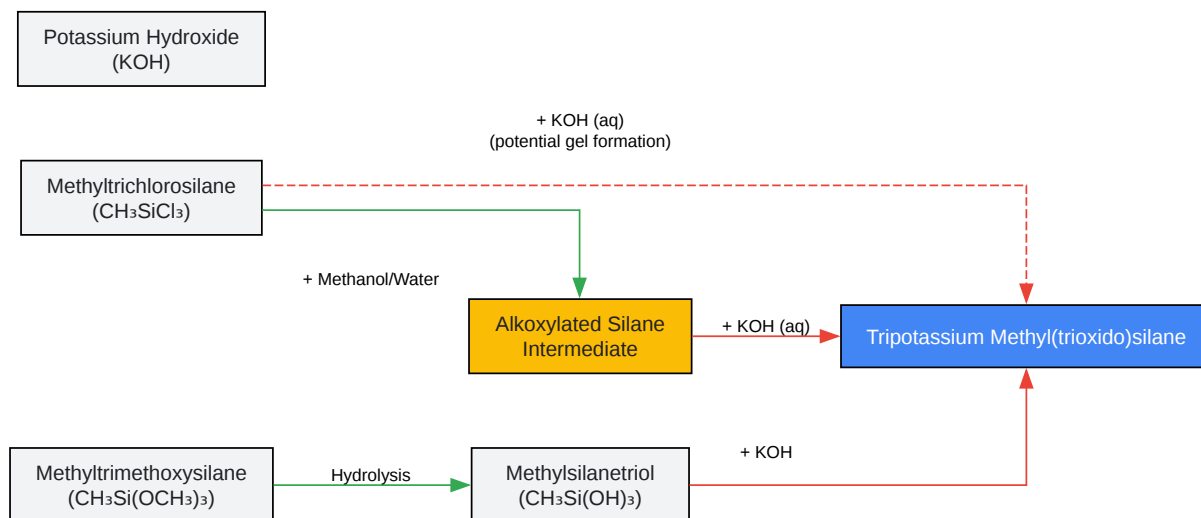 Potassium Hydroxide
(KOH)
+ KOH (aq)
(potential gel formation)
Methyltrichlorosilane
(CH₃SiCl₃)
+ Methanol/Water
Alkoxylated Silane
Intermediate
+ KOH (aq)
Tripotassium Methyl(trioxido)silane
Methyltrimethoxysilane
(CH₃Si(OCH₃)₃)
Hydrolysis
Methylsilanetriol
(CH₃Si(OH)₃)
+ KOH